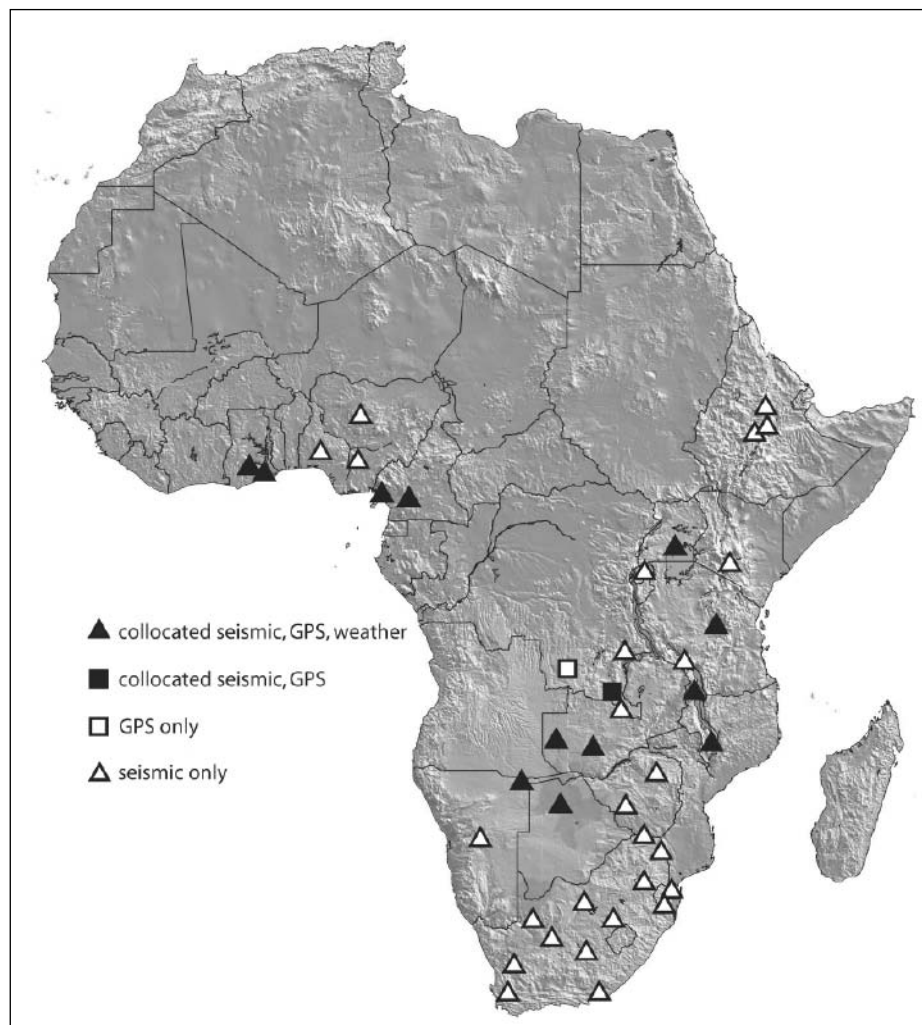 collocated seismic, GPS, weather
collocated seismic, GPS
GPS only
seismic only